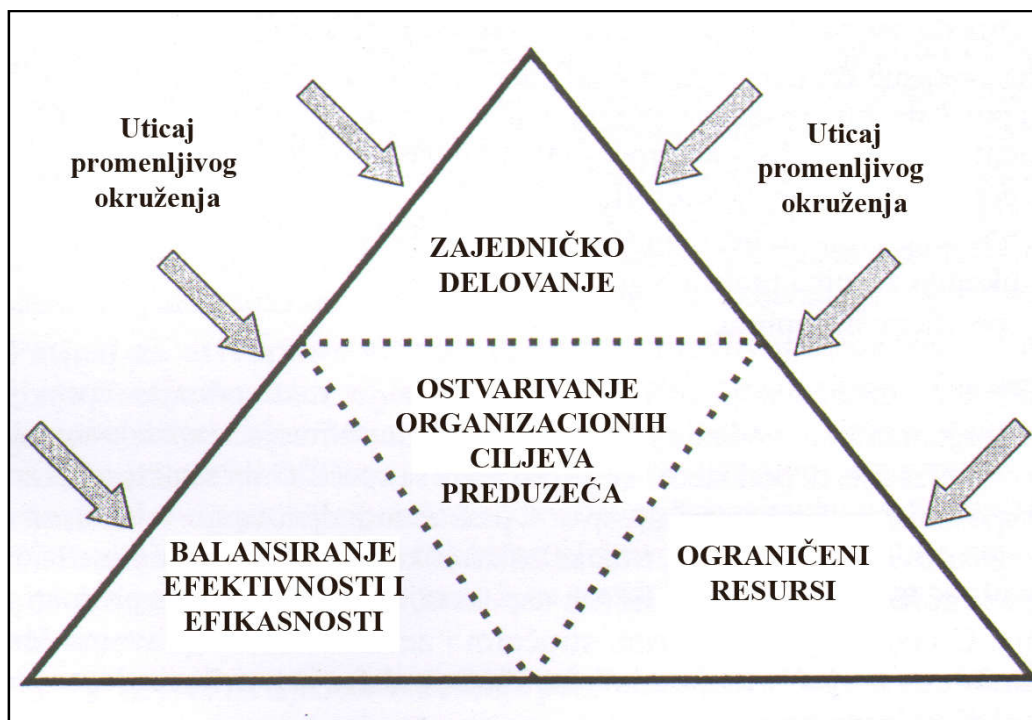 Uticaj
promenljivog
okruženja
Uticaj
promenljivog
okruženja
ZAJEDNIČKO
DELOVANJE
OSTVARIVANJE
ORGANIZACIONIH
CILJEVA
PREDUZEĆA
BALANSIRANJE
EFEKTIVNOSTI I
EFIKASNOSTI
OGRANIČENI
RESURSI